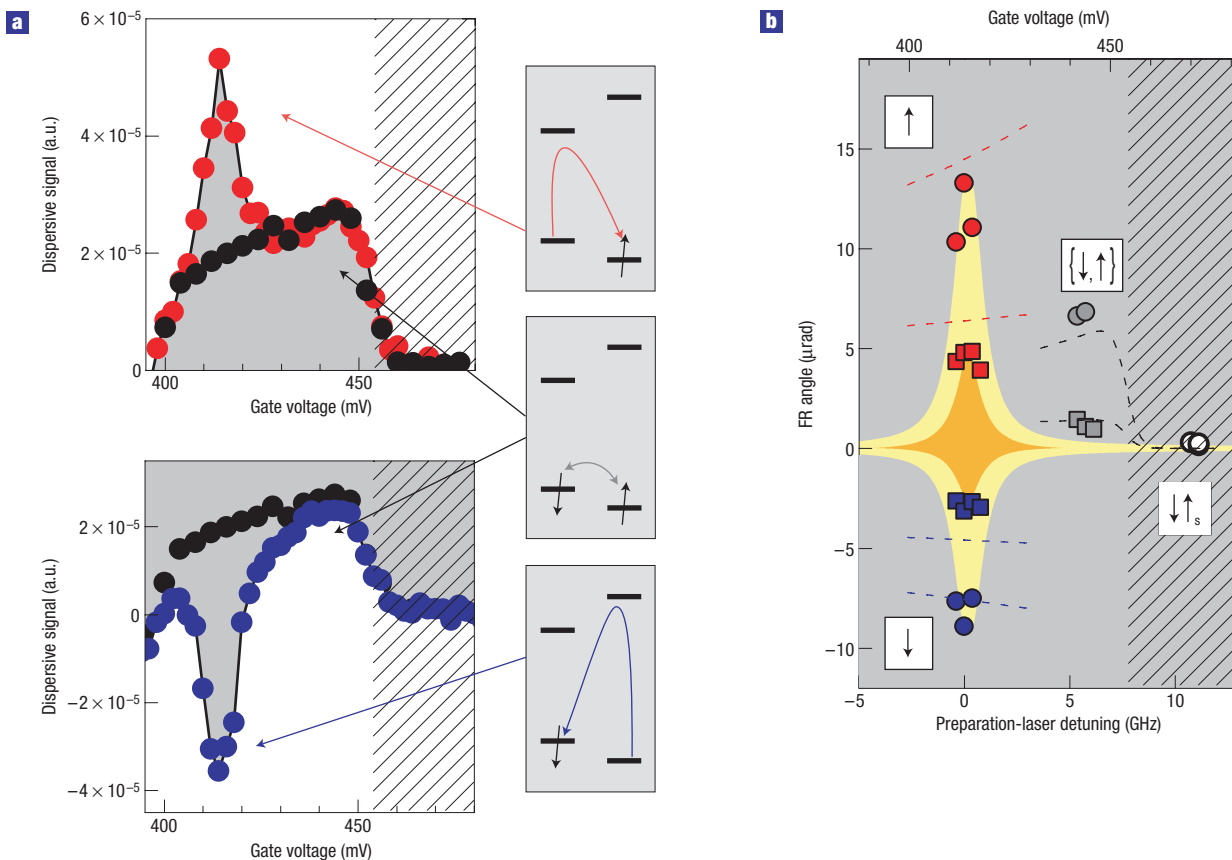 a
6 × 10⁻⁵
4 × 10⁻⁵
2 × 10⁻⁵
0
Dispersive signal (a.u.)
400
450
Gate voltage (mV)
2 × 10⁻⁵
0
−2 × 10⁻⁵
−4 × 10⁻⁵
Dispersive signal (a.u.)
400
450
Gate voltage (mV)
b
Gate voltage (mV)
400
450
15
10
5
0
−5
−10
FR angle (μrad)
↑
{↓,↑}
↓↑s
↓
−5
0
5
10
Preparation-laser detuning (GHz)